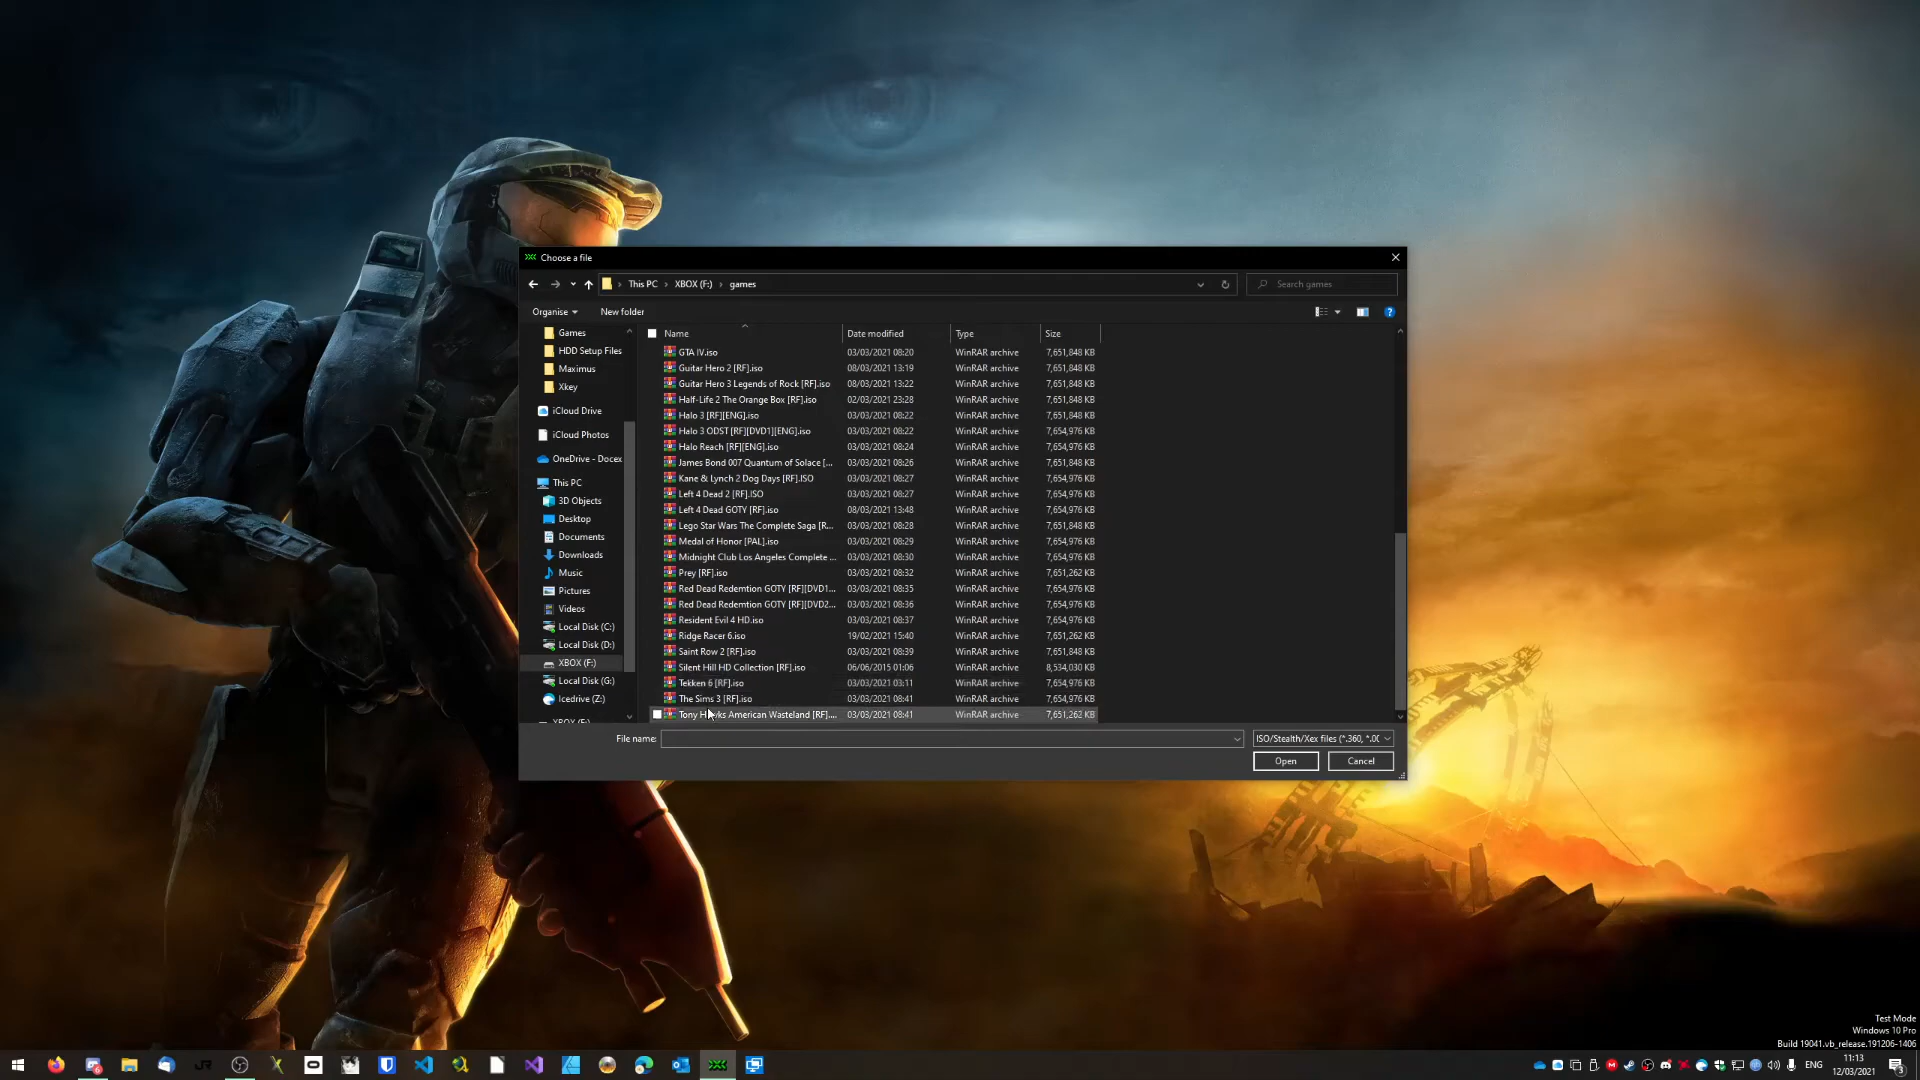 Choose a file
This PC > XBOX (F:) > games
Search games
Organise
New folder
Games
HDD Setup Files
Maximus
Xkey
iCloud Drive
iCloud Photos
OneDrive - Docex
This PC
3D Objects
Desktop
Documents
Downloads
Music
Pictures
Videos
Local Disk (C:)
Local Disk (D:)
XBOX (F:)
Local Disk (G:)
Icedrive (Z:)
Name Date modified Type Size
GTA IV.iso 03/03/2021 08:20 WinRAR archive 7,651,848 KB
Guitar Hero 2 [RF].iso 08/03/2021 13:19 WinRAR archive 7,651,848 KB
Guitar Hero 3 Legends of Rock [RF].iso 08/03/2021 13:22 WinRAR archive 7,651,848 KB
Half-Life 2 The Orange Box [RF].iso 02/03/2021 23:28 WinRAR archive 7,651,848 KB
Halo 3 [RF][ENG].iso 03/03/2021 08:22 WinRAR archive 7,651,848 KB
Halo 3 ODST [RF][DVD1][ENG].iso 03/03/2021 08:22 WinRAR archive 7,654,976 KB
Halo Reach [RF][ENG].iso 03/03/2021 08:24 WinRAR archive 7,654,976 KB
James Bond 007 Quantum of Solace [... 03/03/2021 08:26 WinRAR archive 7,651,848 KB
Kane & Lynch 2 Dog Days [RF].ISO 03/03/2021 08:27 WinRAR archive 7,654,976 KB
Left 4 Dead 2 [RF].ISO 03/03/2021 08:27 WinRAR archive 7,654,976 KB
Left 4 Dead GOTY [RF].iso 08/03/2021 13:48 WinRAR archive 7,654,976 KB
Lego Star Wars The Complete Saga [R... 03/03/2021 08:28 WinRAR archive 7,651,848 KB
Medal of Honor [PAL].iso 03/03/2021 08:29 WinRAR archive 7,654,976 KB
Midnight Club Los Angeles Complete ... 03/03/2021 08:30 WinRAR archive 7,654,976 KB
Prey [RF].iso 03/03/2021 08:32 WinRAR archive 7,651,262 KB
Red Dead Redemtion GOTY [RF][DVD1... 03/03/2021 08:35 WinRAR archive 7,654,976 KB
Red Dead Redemtion GOTY [RF][DVD2... 03/03/2021 08:36 WinRAR archive 7,654,976 KB
Resident Evil 4 HD.iso 03/03/2021 08:37 WinRAR archive 7,654,976 KB
Ridge Racer 6.iso 19/02/2021 15:40 WinRAR archive 7,651,262 KB
Saint Row 2 [RF].iso 03/03/2021 08:39 WinRAR archive 7,651,848 KB
Silent Hill HD Collection [RF].iso 06/06/2015 01:06 WinRAR archive 8,534,030 KB
Tekken 6 [RF].iso 03/03/2021 03:11 WinRAR archive 7,654,976 KB
The Sims 3 [RF].iso 03/03/2021 08:41 WinRAR archive 7,654,976 KB
Tony Hawks American Wasteland [RF].... 03/03/2021 08:41 WinRAR archive 7,651,262 KB
File name:
ISO/Stealth/Xex files (*.360, *.0(
Open
Cancel
Test Mode
Windows 10 Pro
Build 19041.vb_release.191206-1406
ENG
11:13
12/03/2021